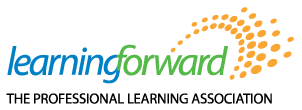 learningforward
THE PROFESSIONAL LEARNING ASSOCIATION